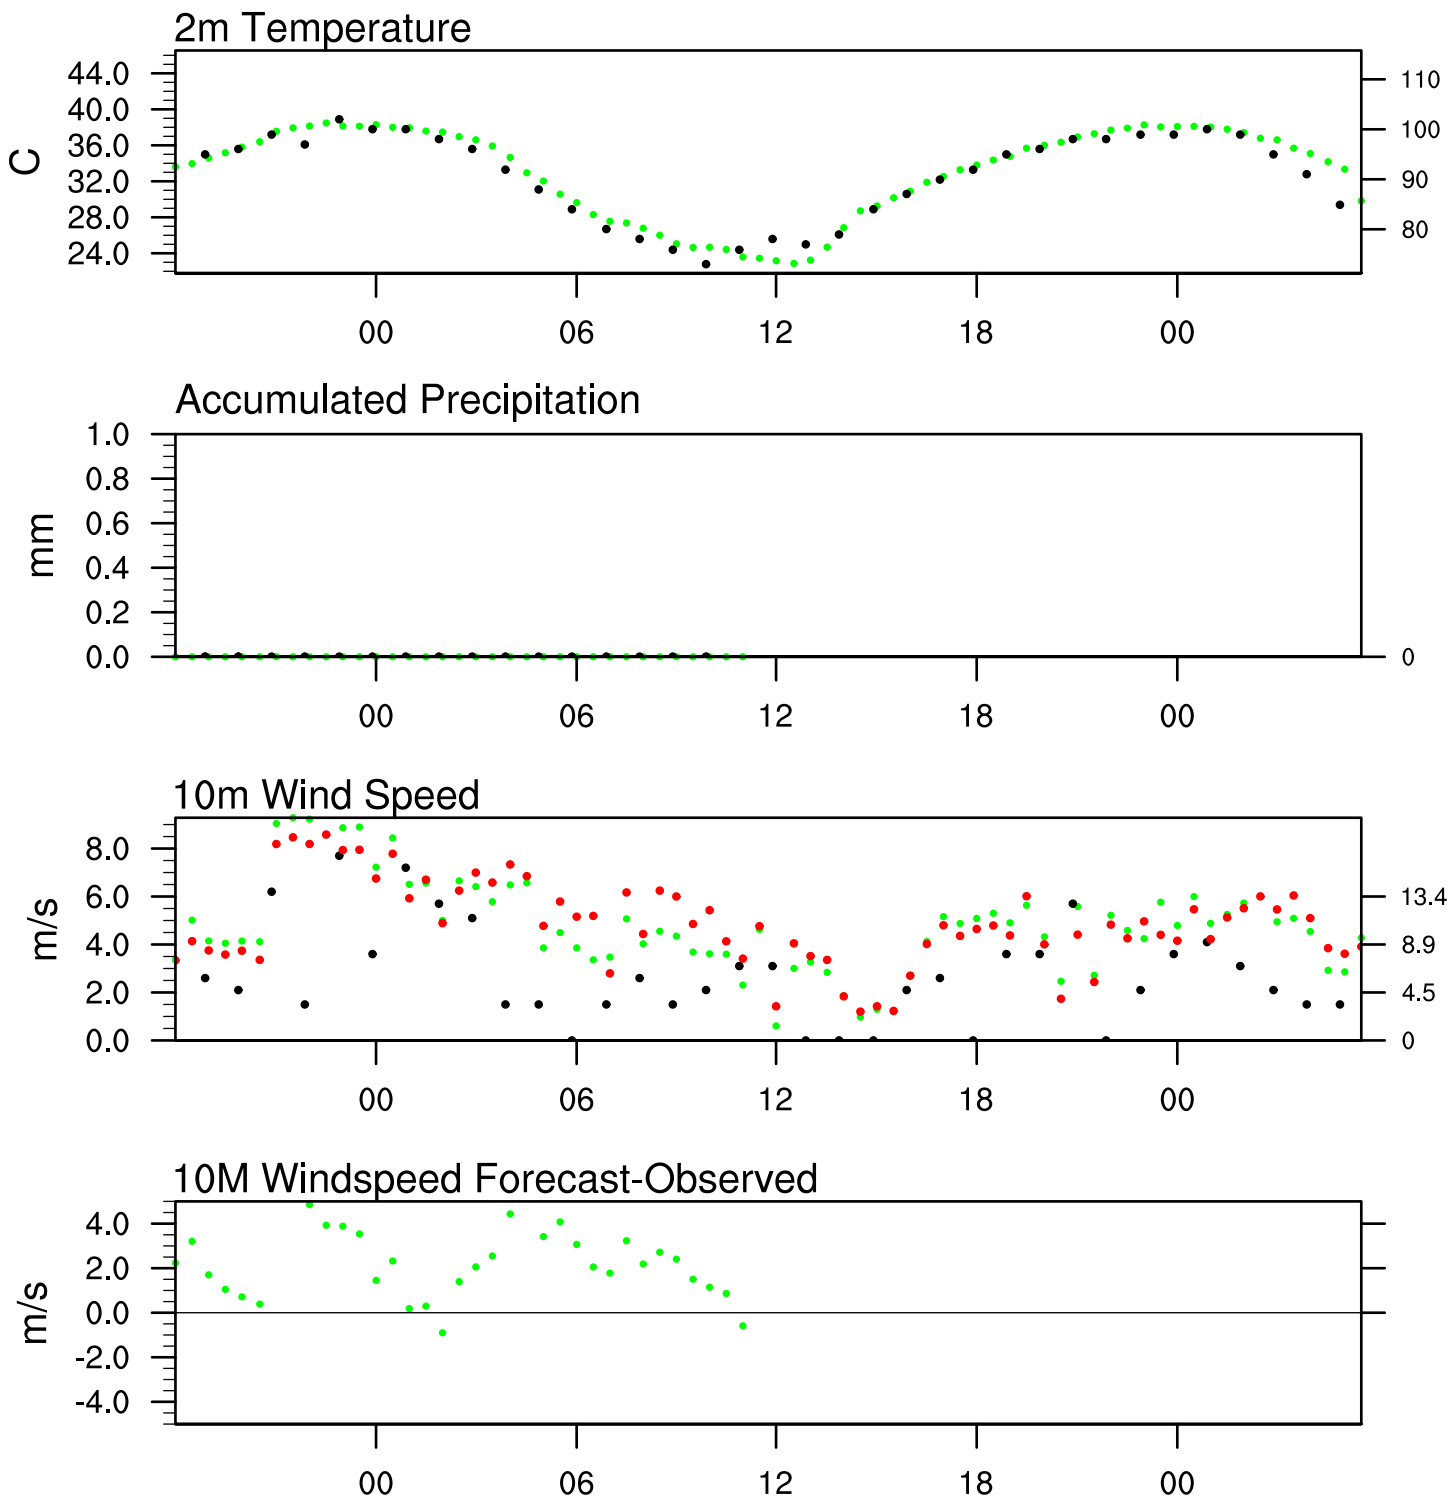 2m Temperature
44.0
40.0
36.0
32.0
28.0
24.0
C
110
100
90
80
00 06 12 18 00
Accumulated Precipitation
1.0
0.8
0.6
0.4
0.2
0.0
mm
0
00 06 12 18 00
10m Wind Speed
8.0
6.0
4.0
2.0
0.0
m/s
13.4
8.9
4.5
0
00 06 12 18 00
10M Windspeed Forecast-Observed
4.0
2.0
0.0
-2.0
-4.0
m/s
00 06 12 18 00